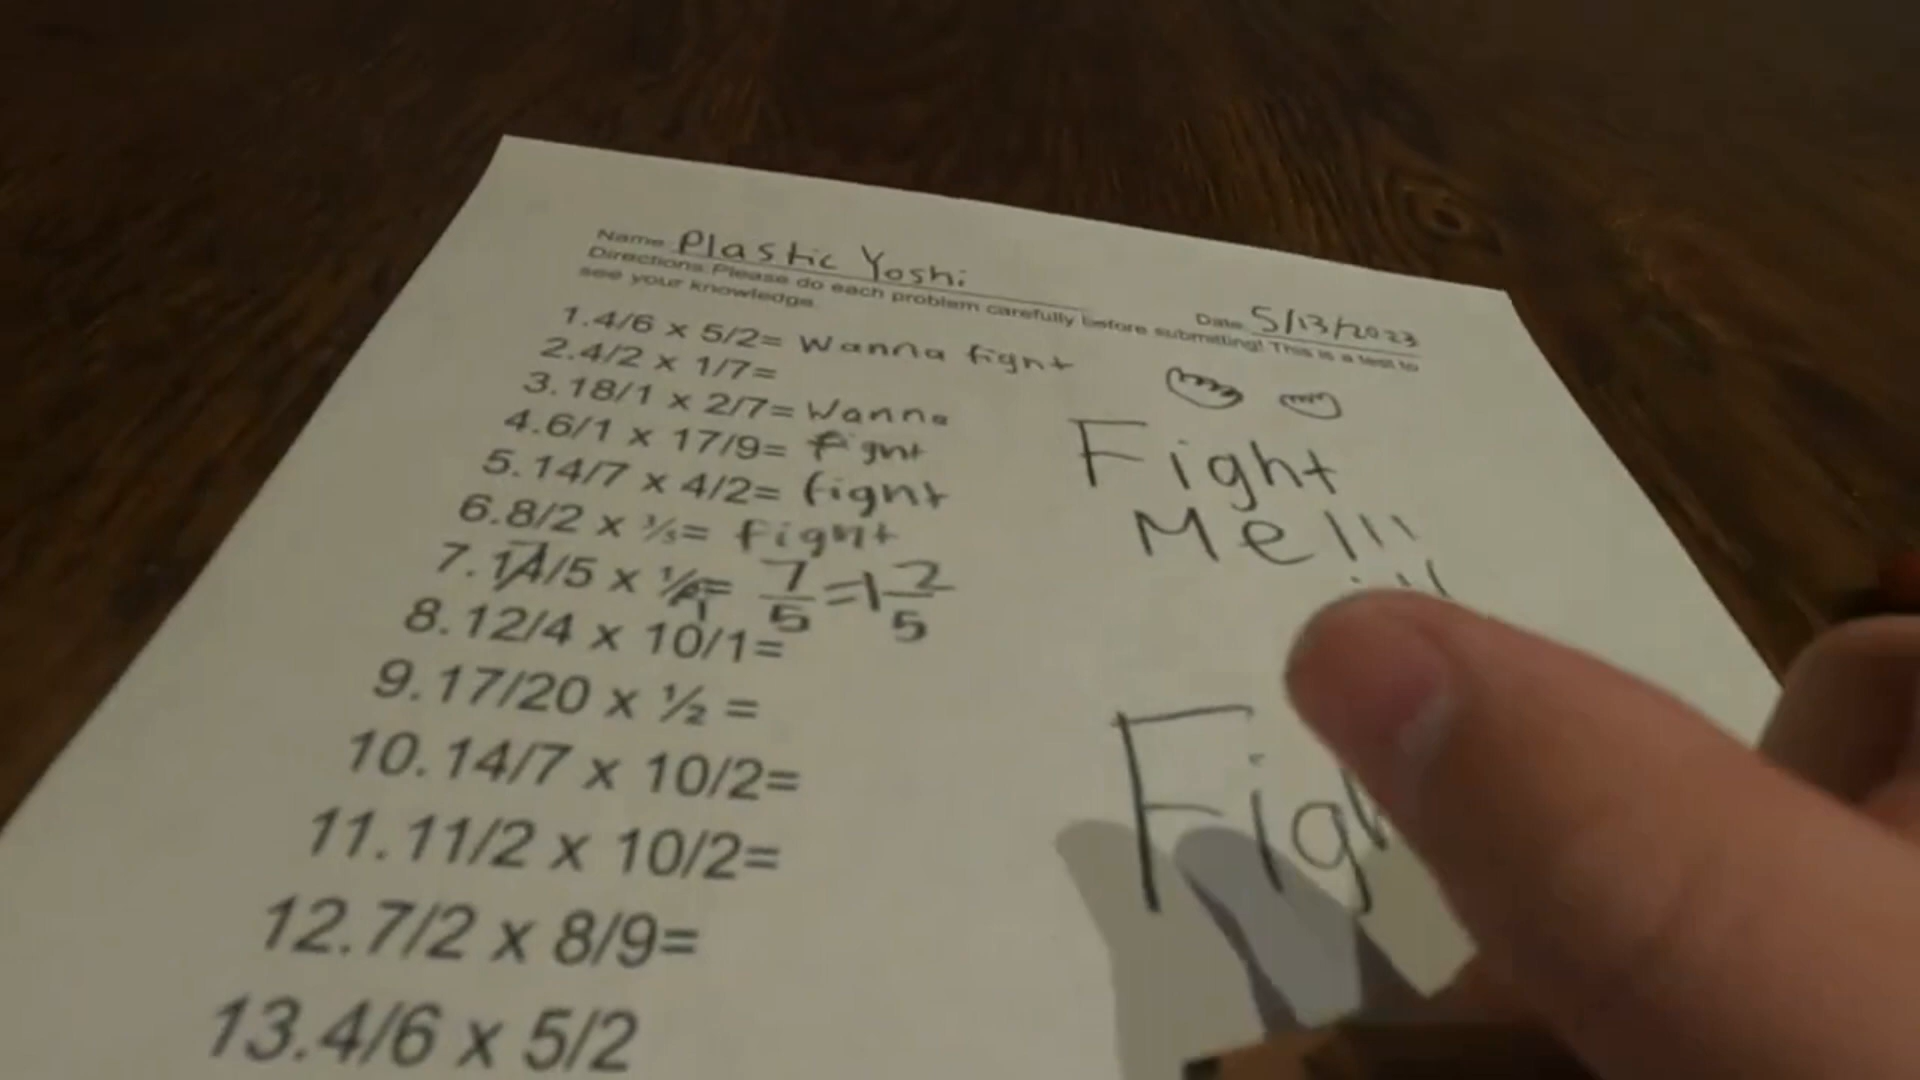 Name: Plastic Yoshi
Date: 5/13/2023
Directions: Please do each problem carefully before submitting! This is a test to
see your knowledge.
1.4/6 x 5/2= Wanna fight
2.4/2 x 1/7=
3.18/1 x 2/7= Wanna
4.6/1 x 17/9= fight
5.14/7 x 4/2= fight
6.8/2 x ⅓= fight
7.14/5 x 7/5 = 1 2/5
8.12/4 x 10/1=
9.17/20 x ½ =
10.14/7 x 10/2=
11.11/2 x 10/2=
12.7/2 x 8/9=
13.4/6 x 5/2
Fight
Me!!!
Figh